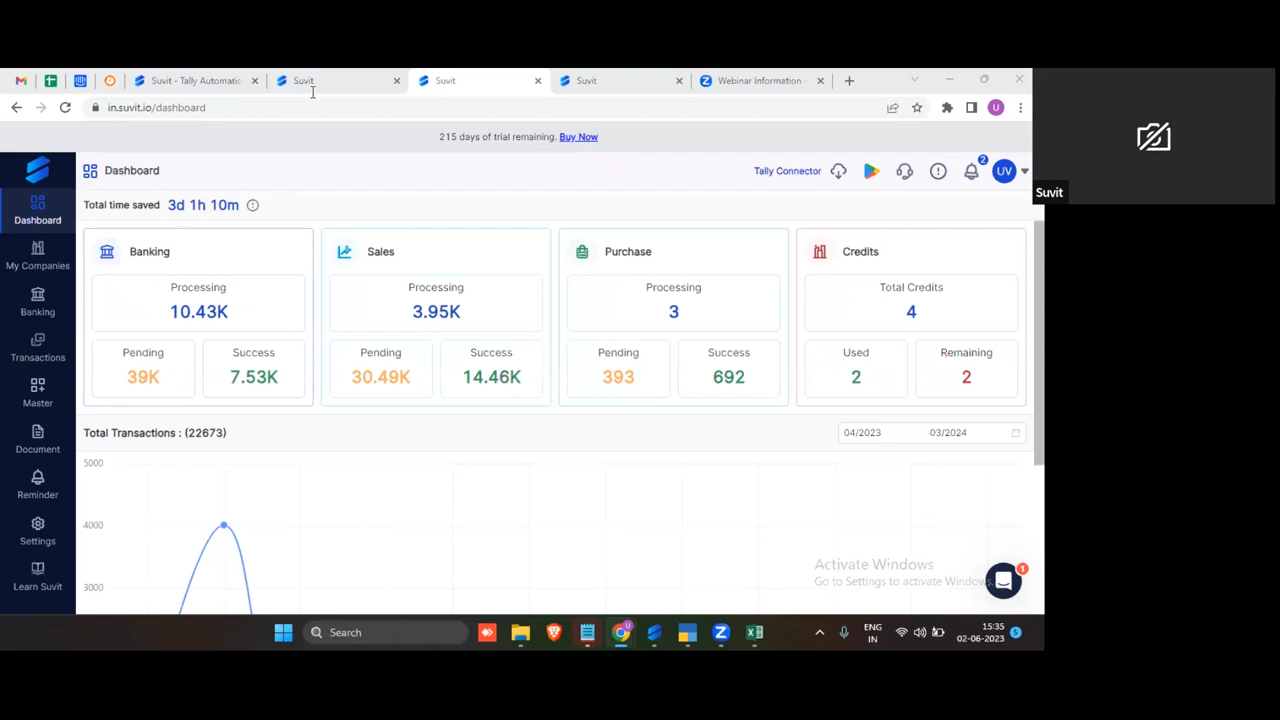 Suvit - Tally Automatic
Suvit
Suvit
Suvit
Webinar Information -
in.suvit.io/dashboard
U
215 days of trial remaining. Buy Now
Dashboard
Tally Connector
2
UV
Suvit
Total time saved 3d 1h 10m
Dashboard
My Companies
Banking
Transactions
Master
Document
Reminder
Settings
Learn Suvit
Banking
Processing
10.43K
Pending
39K
Success
7.53K
Sales
Processing
3.95K
Pending
30.49K
Success
14.46K
Purchase
Processing
3
Pending
393
Success
692
Credits
Total Credits
4
Used
2
Remaining
2
Total Transactions : (22673)
04/2023
03/2024
5000
4000
3000
Activate Windows
Go to Settings to activate Windows.
1
Search
ENG
IN
15:35
02-06-2023